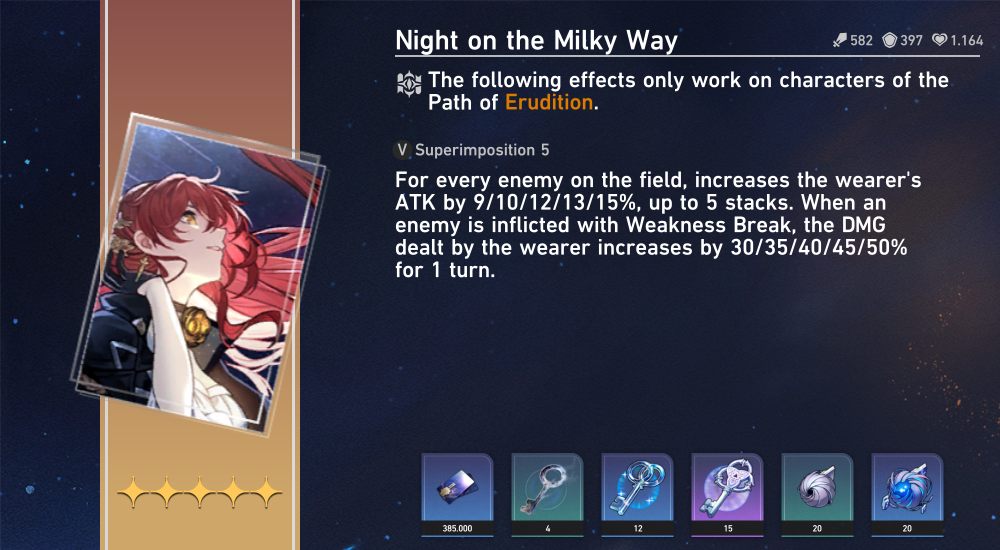 Night on the Milky Way
582 397 1.164
The following effects only work on characters of the
Path of Erudition.
V Superimposition 5
For every enemy on the field, increases the wearer's
ATK by 9/10/12/13/15%, up to 5 stacks. When an
enemy is inflicted with Weakness Break, the DMG
dealt by the wearer increases by 30/35/40/45/50%
for 1 turn.
385.000 4 12 15 20 20